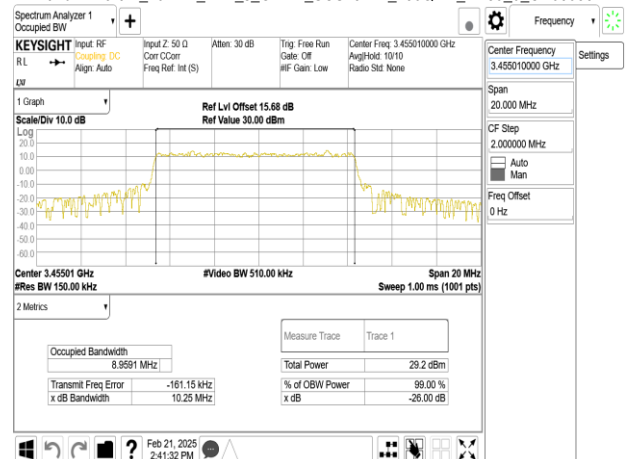 Spectrum Analyzer 1
Occupied BW
Frequency
KEYSIGHT
RL
Input: RF
Coupling: DC
Align: Auto
Input Z: 50 Ω
Corr CCorr
Freq Ref: Int (S)
Atten: 30 dB
Trig: Free Run
Gate: Off
#IF Gain: Low
Center Freq: 3.455010000 GHz
Avg|Hold: 10/10
Radio Std: None
Center Frequency
3.455010000 GHz
Settings
Span
20.000 MHz
CF Step
2.000000 MHz
Auto
Man
Freq Offset
0 Hz
1 Graph
Scale/Div 10.0 dB
Ref Lvl Offset 15.68 dB
Ref Value 30.00 dBm
Log
20.0
10.0
0.00
-10.0
-20.0
-30.0
-40.0
-50.0
-60.0
Center 3.45501 GHz
#Res BW 150.00 kHz
#Video BW 510.00 kHz
Span 20 MHz
Sweep 1.00 ms (1001 pts)
2 Metrics
Measure Trace
Trace 1
Occupied Bandwidth
8.9591 MHz
Total Power
29.2 dBm
Transmit Freq Error
-161.15 kHz
% of OBW Power
99.00 %
x dB Bandwidth
10.25 MHz
x dB
-26.00 dB
Feb 21, 2025
2:41:32 PM